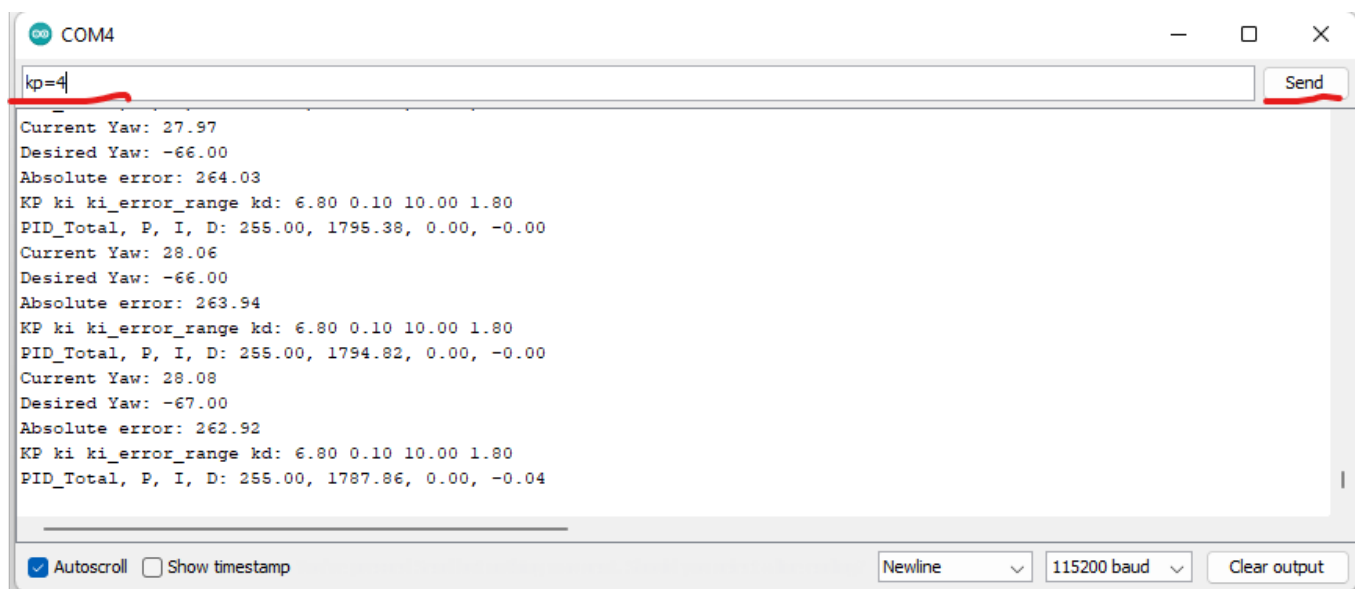 COM4
kp=4
Send
Current Yaw: 27.97
Desired Yaw: -66.00
Absolute error: 264.03
KP ki ki_error_range kd: 6.80 0.10 10.00 1.80
PID_Total, P, I, D: 255.00, 1795.38, 0.00, -0.00
Current Yaw: 28.06
Desired Yaw: -66.00
Absolute error: 263.94
KP ki ki_error_range kd: 6.80 0.10 10.00 1.80
PID_Total, P, I, D: 255.00, 1794.82, 0.00, -0.00
Current Yaw: 28.08
Desired Yaw: -67.00
Absolute error: 262.92
KP ki ki_error_range kd: 6.80 0.10 10.00 1.80
PID_Total, P, I, D: 255.00, 1787.86, 0.00, -0.04
Autoscroll Show timestamp Newline 115200 baud Clear output